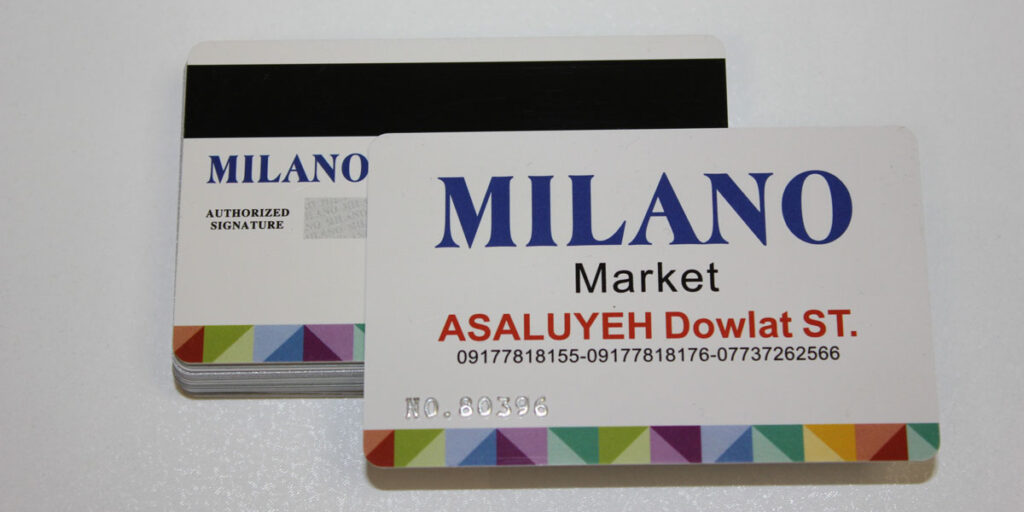 MILANO
AUTHORIZED
SIGNATURE
MILANO
Market
ASALUYEH Dowlat ST.
09177818155-09177818176-07737262566
NO.80396